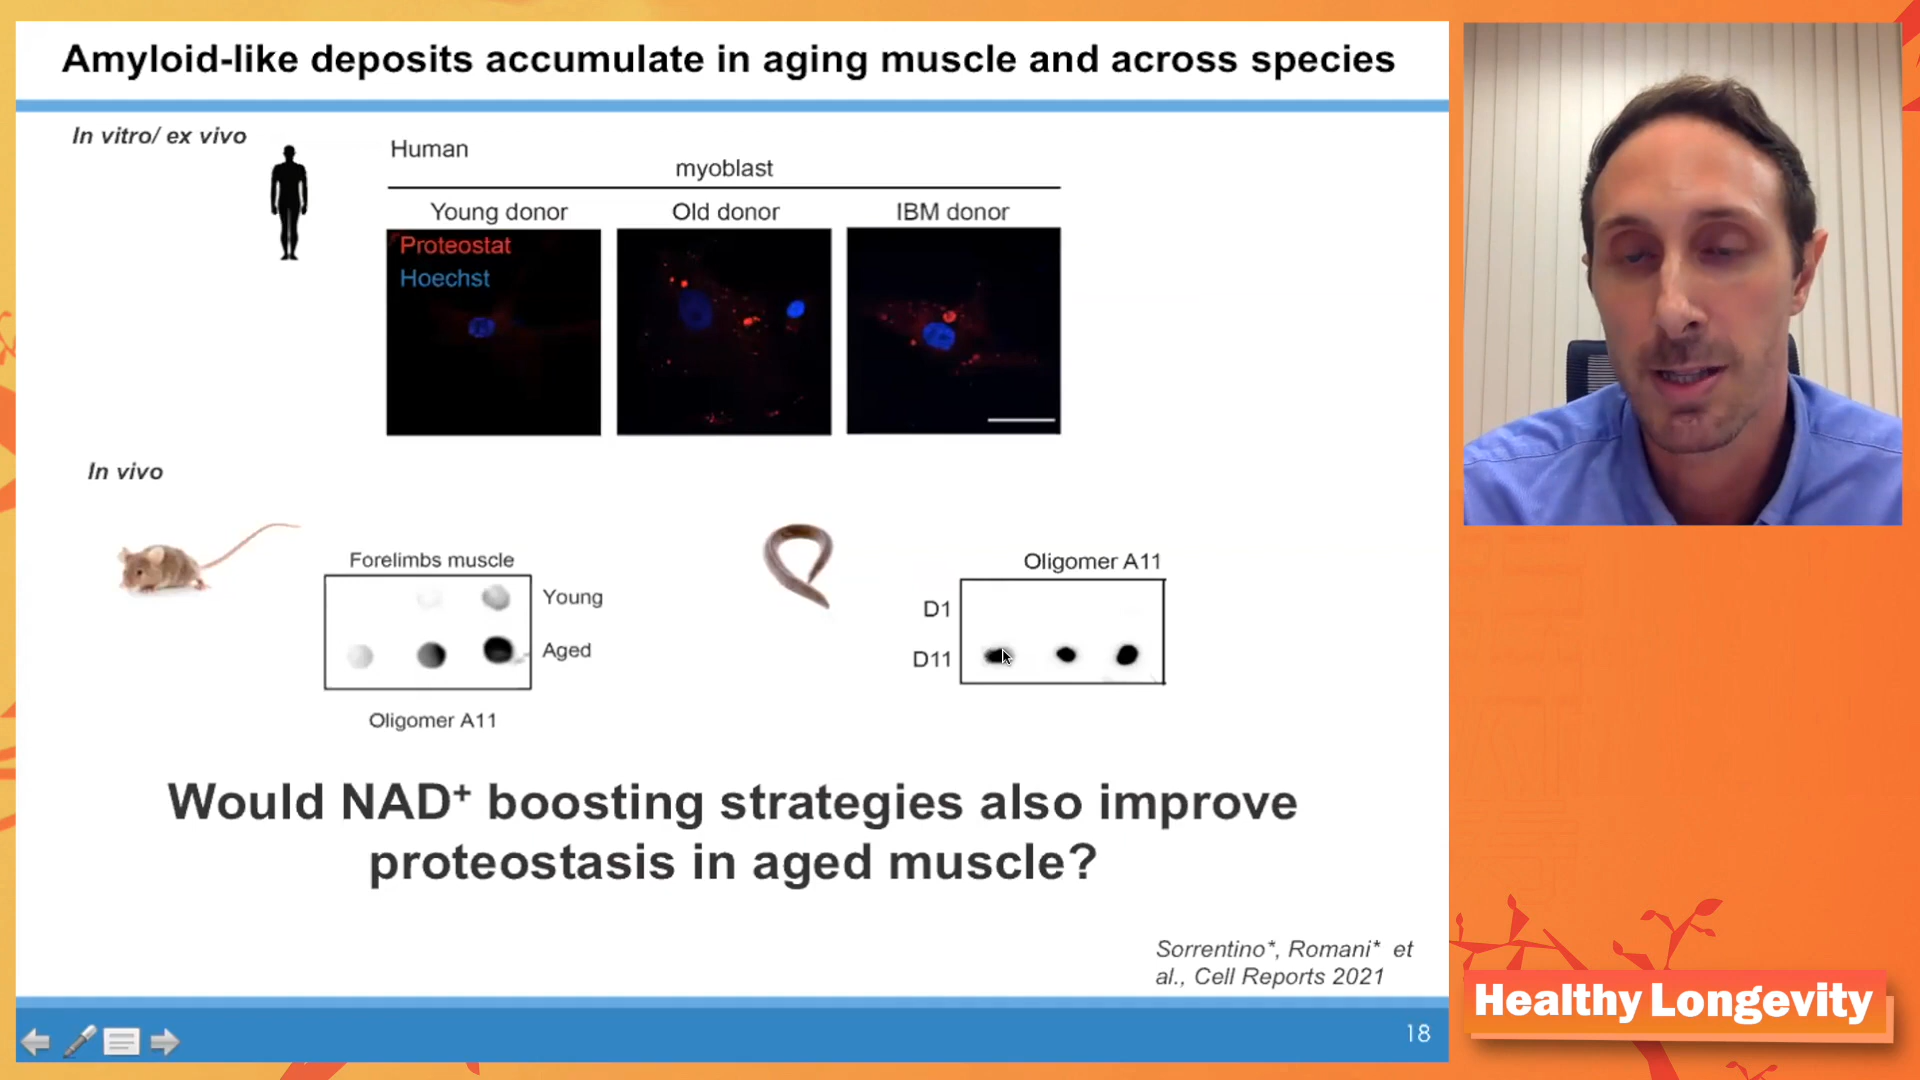 Amyloid-like deposits accumulate in aging muscle and across species
In vitro/ ex vivo
Human
myoblast
Young donor
Old donor
IBM donor
Proteostat
Hoechst
In vivo
Forelimbs muscle
Young
Aged
Oligomer A11
Oligomer A11
D1
D11
Would NAD⁺ boosting strategies also improve
proteostasis in aged muscle?
Sorrentino*, Romani* et
al., Cell Reports 2021
18
Healthy Longevity